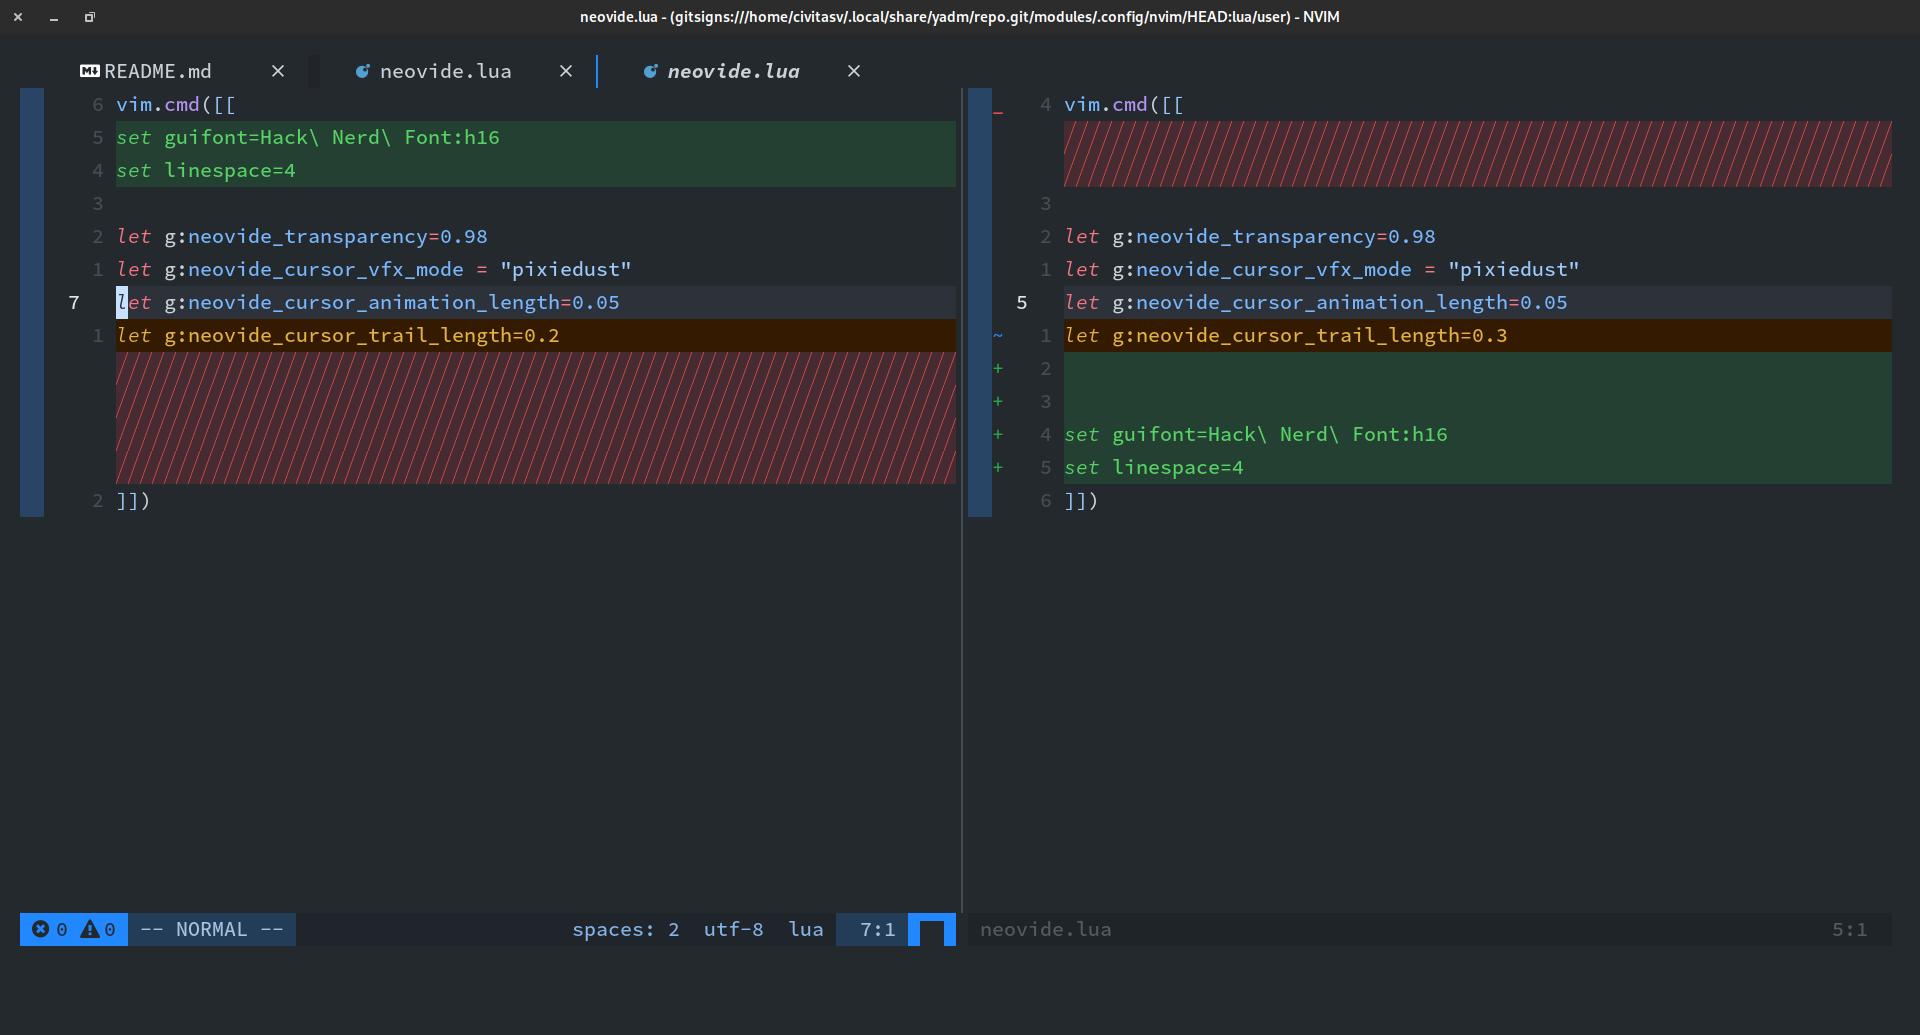 neovide.lua - (gitsigns:///home/civitasv/.local/share/yadm/repo.git/modules/.config/nvim/HEAD:lua/user) - NVIM
README.md neovide.lua neovide.lua
6 vim.cmd([[
5 set guifont=Hack\ Nerd\ Font:h16
4 set linespace=4
3
2 let g:neovide_transparency=0.98
1 let g:neovide_cursor_vfx_mode = "pixiedust"
7 let g:neovide_cursor_animation_length=0.05
1 let g:neovide_cursor_trail_length=0.2
2 ]])
_ 4 vim.cmd([[
3
2 let g:neovide_transparency=0.98
1 let g:neovide_cursor_vfx_mode = "pixiedust"
5 let g:neovide_cursor_animation_length=0.05
~ 1 let g:neovide_cursor_trail_length=0.3
+ 2
+ 3
+ 4 set guifont=Hack\ Nerd\ Font:h16
+ 5 set linespace=4
6 ]])
0 0 -- NORMAL -- spaces: 2 utf-8 lua 7:1
neovide.lua 5:1